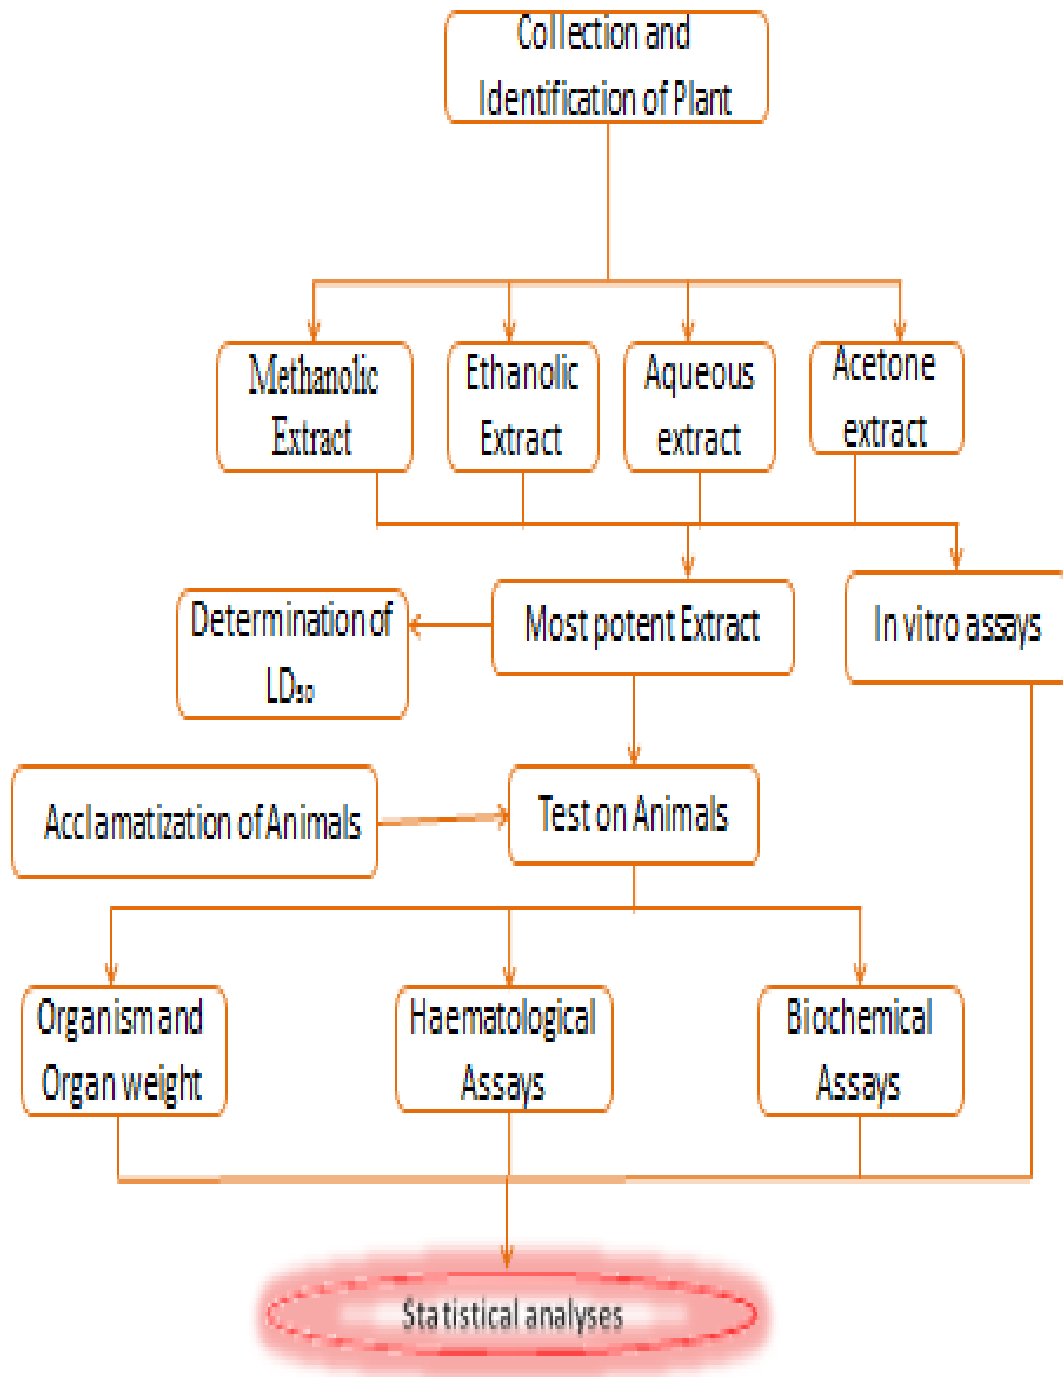 Collection and
Identification of Plant
Methanolic
Extract
Ethanolic
Extract
Aqueous
extract
Acetone
extract
Determination of
LD₅₀
Most potent Extract
In vitro assays
Acclamatization of Animals
Test on Animals
Organism and
Organ weight
Haematological
Assays
Biochemical
Assays
Statistical analyses